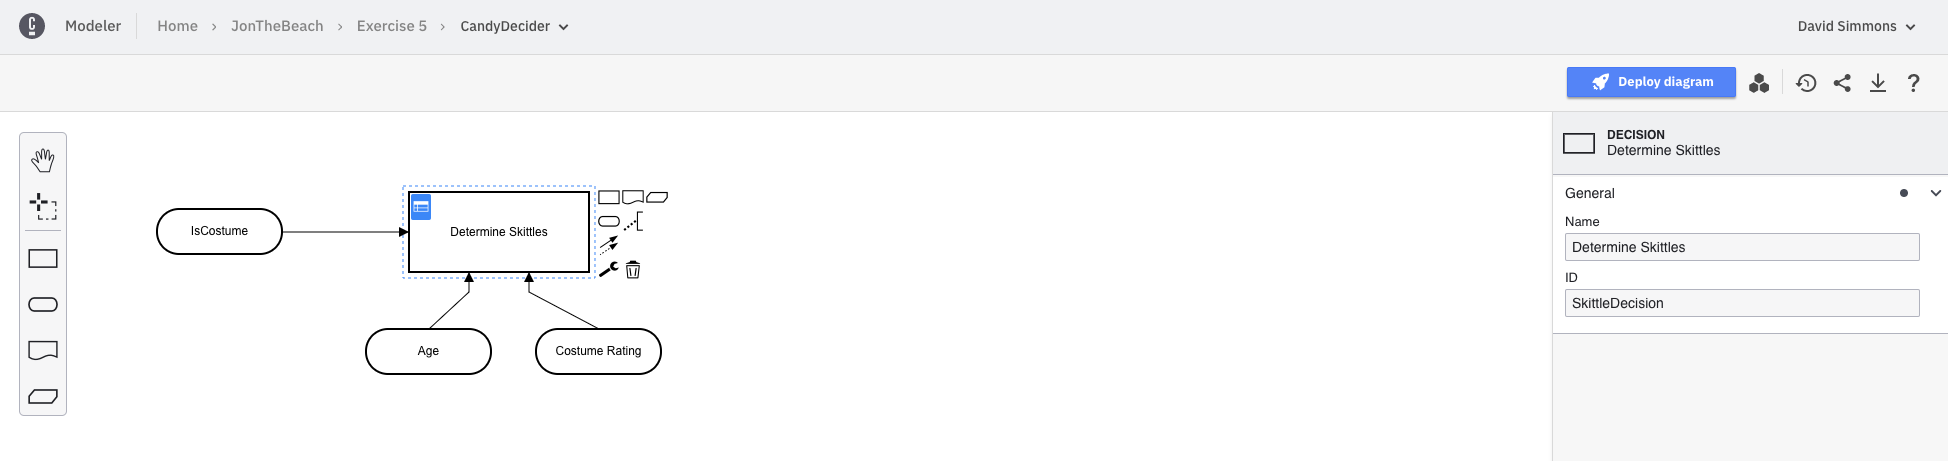 Modeler
Home > JonTheBeach > Exercise 5 > CandyDecider
David Simmons
Deploy diagram
?
IsCostume
Determine Skittles
Age
Costume Rating
DECISION
Determine Skittles
General
Name
Determine Skittles
ID
SkittleDecision